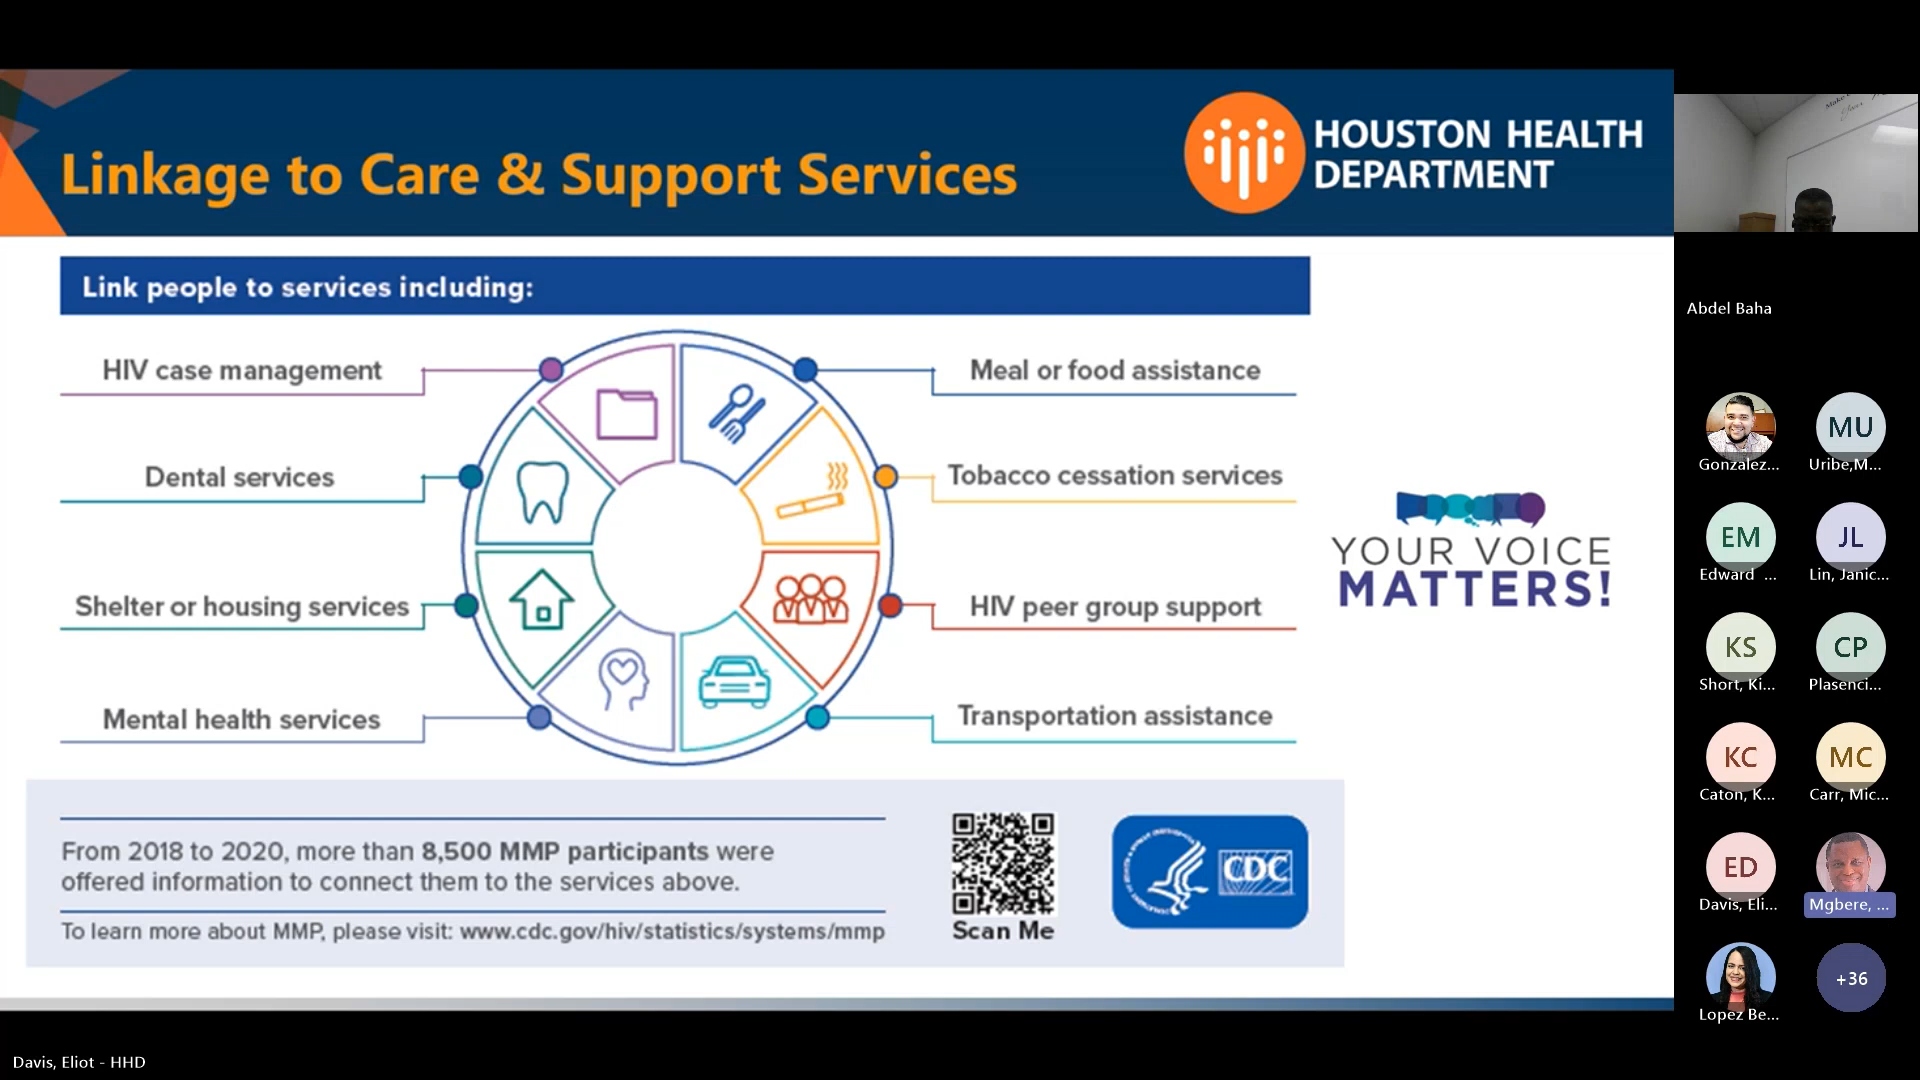 Linkage to Care & Support Services
HOUSTON HEALTH
DEPARTMENT
Link people to services including:
HIV case management
Meal or food assistance
Dental services
Tobacco cessation services
Shelter or housing services
HIV peer group support
Mental health services
Transportation assistance
YOUR VOICE
MATTERS!
From 2018 to 2020, more than 8,500 MMP participants were
offered information to connect them to the services above.
To learn more about MMP, please visit: www.cdc.gov/hiv/statistics/systems/mmp
Scan Me
CDC
Abdel Baha
Gonzalez...
MU
Uribe,M...
EM
Edward ...
JL
Lin, Janic...
KS
Short, Ki...
CP
Plasenci...
KC
Caton, K...
MC
Carr, Mic...
ED
Davis, Eli...
Mgbere, ...
Lopez Be...
+36
Davis, Eliot - HHD